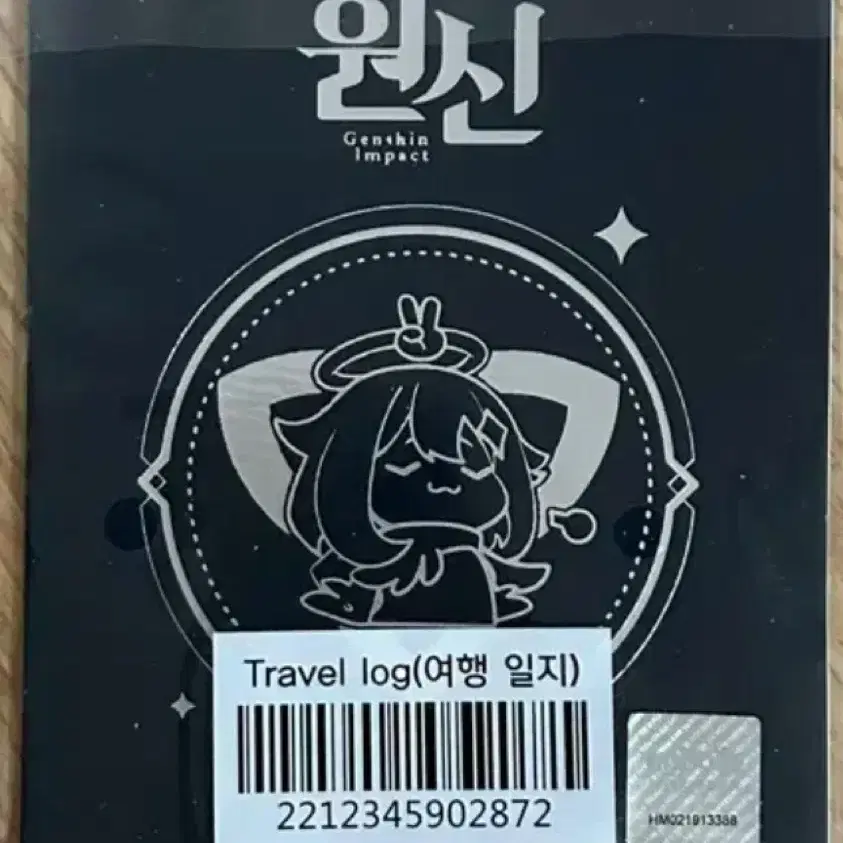 원신
Genshin
Impact
Travel log(여행 일지)
2212345902872
HM021913388